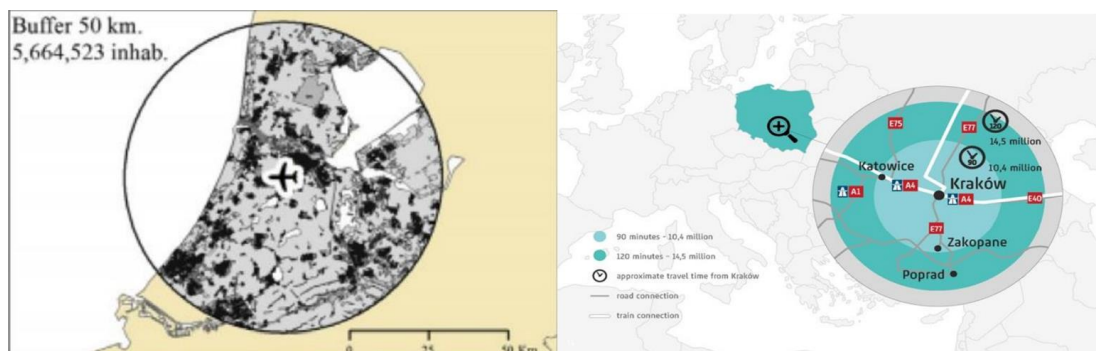 Buffer 50 km.
5,664,523 inhab.
0 25 50 Km
E75
E77
120
14,5 million
90
10,4 million
Katowice
Kraków
A1
A4
A4
E40
E77
Zakopane
Poprad
90 minutes - 10,4 million
120 minutes - 14,5 million
approximate travel time from Kraków
road connection
train connection